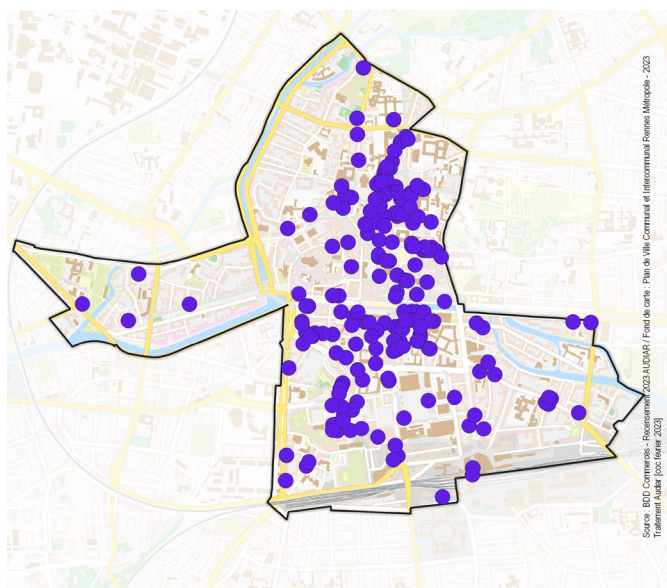 Source : BDD Commerces - Recensement 2023 AUDIAR / Fond de carte : Plan de Ville Communal et Intercommunal Rennes Métropole - 2023
Traitement Audiar [coc février 2023]